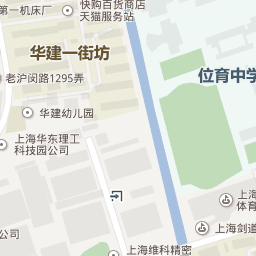 第一机床厂
快购百货商店
天猫服务站
华建一街坊
位育中学
老沪闵路1295弄
华建幼儿园
上海华东理工
科技园公司
上海
体育
上海剑道
公司
上海维科精密